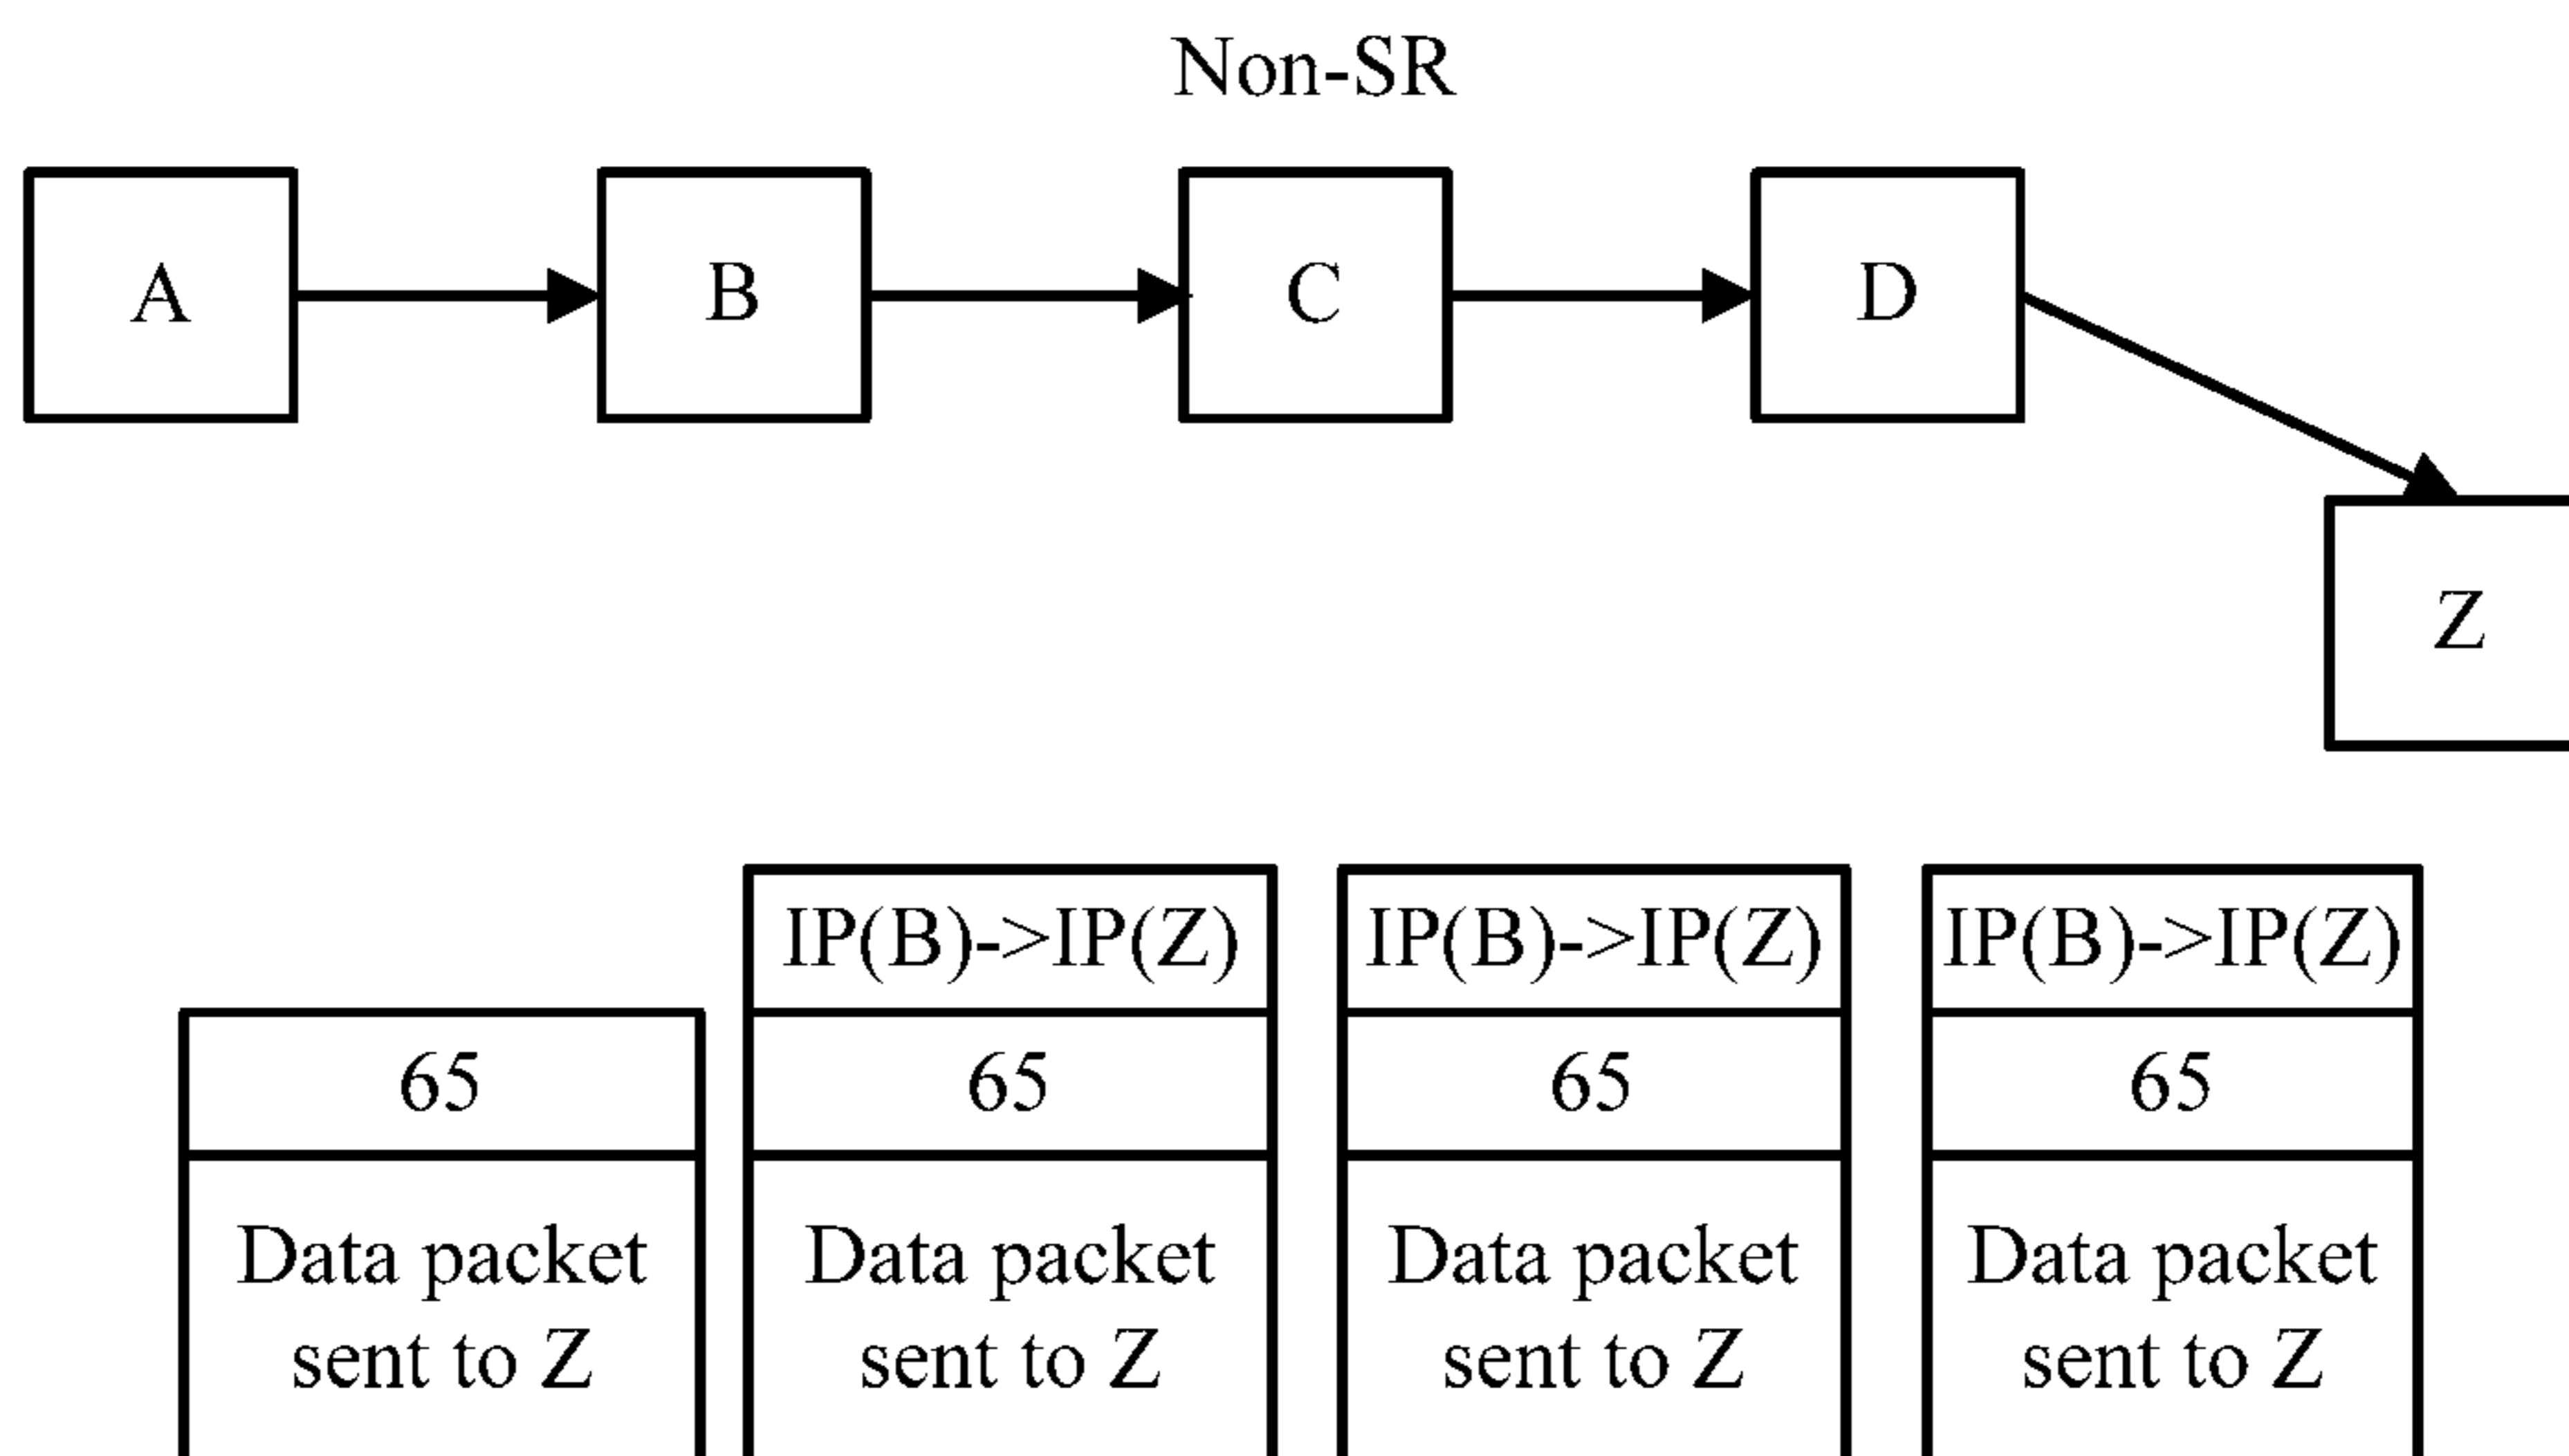 Non-SR
A
B
C
D
Z
IP(B)->IP(Z)
IP(B)->IP(Z)
IP(B)->IP(Z)
65
65
65
65
Data packet
sent to Z
Data packet
sent to Z
Data packet
sent to Z
Data packet
sent to Z